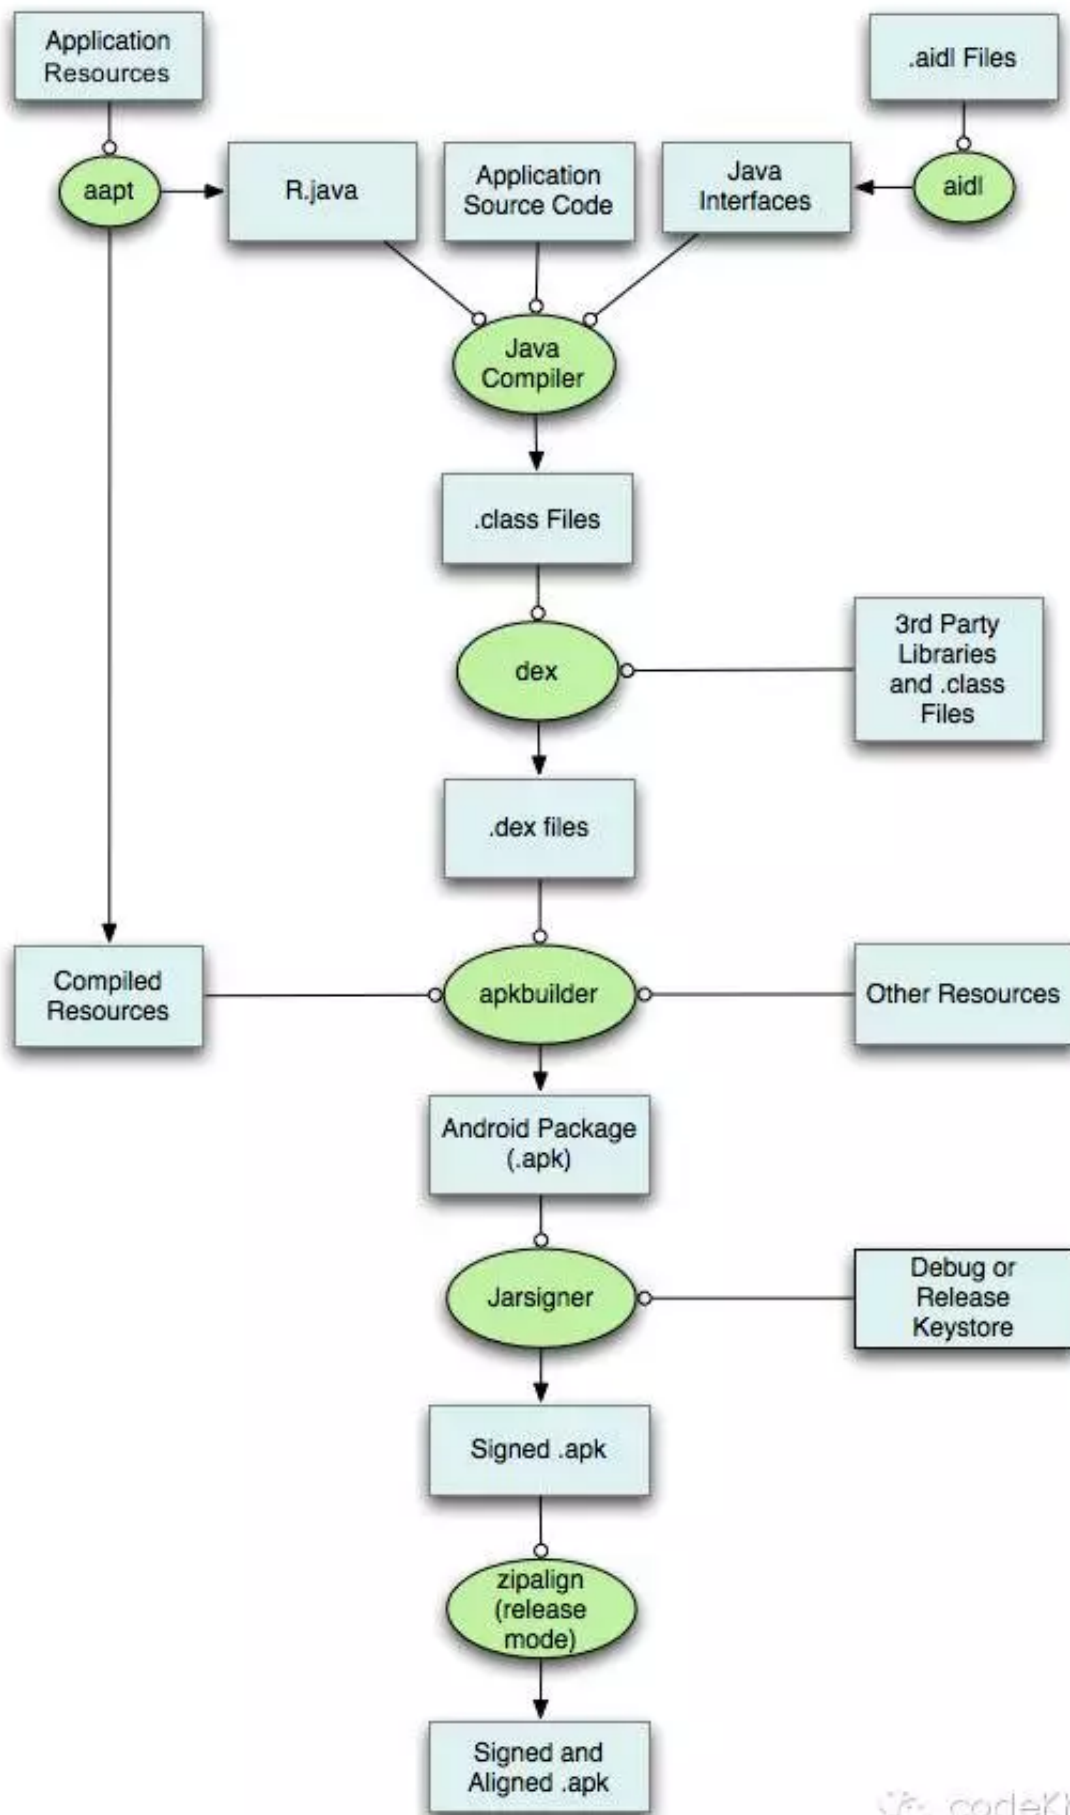 Application
Resources
.aidl Files
aapt
R.java
Application
Source Code
Java
Interfaces
aidl
Java
Compiler
.class Files
dex
3rd Party
Libraries
and .class
Files
.dex files
Compiled
Resources
apkbuilder
Other Resources
Android Package
(.apk)
Jarsigner
Debug or
Release
Keystore
Signed .apk
zipalign
(release
mode)
Signed and
Aligned .apk